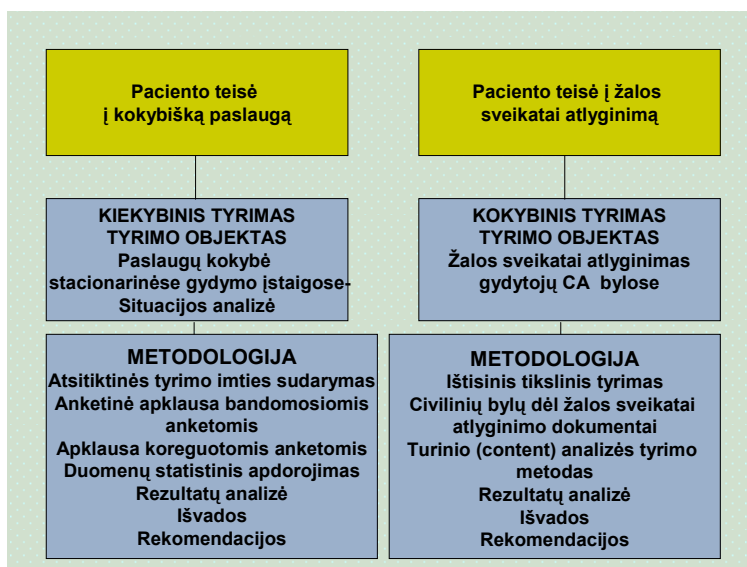 Paciento teisė
į kokybišką paslaugą
KIEKYBINIS TYRIMAS
TYRIMO OBJEKTAS
Paslaugų kokybė
stacionarinėse gydymo įstaigose-
Situacijos analizė
METODOLOGIJA
Atsitiktinės tyrimo imties sudarymas
Anketinė apklausa bandomosiomis
anketomis
Apklausa koreguotomis anketomis
Duomenų statistinis apdorojimas
Rezultatų analizė
Išvados
Rekomendacijos
Paciento teisė į žalos
sveikatai atlyginimą
KOKYBINIS TYRIMAS
TYRIMO OBJEKTAS
Žalos sveikatai atlyginimas
gydytojų CA bylose
METODOLOGIJA
Ištisinis tikslinis tyrimas
Civilinių bylų dėl žalos sveikatai
atlyginimo dokumentai
Turinio (content) analizės tyrimo
metodas
Rezultatų analizė
Išvados
Rekomendacijos